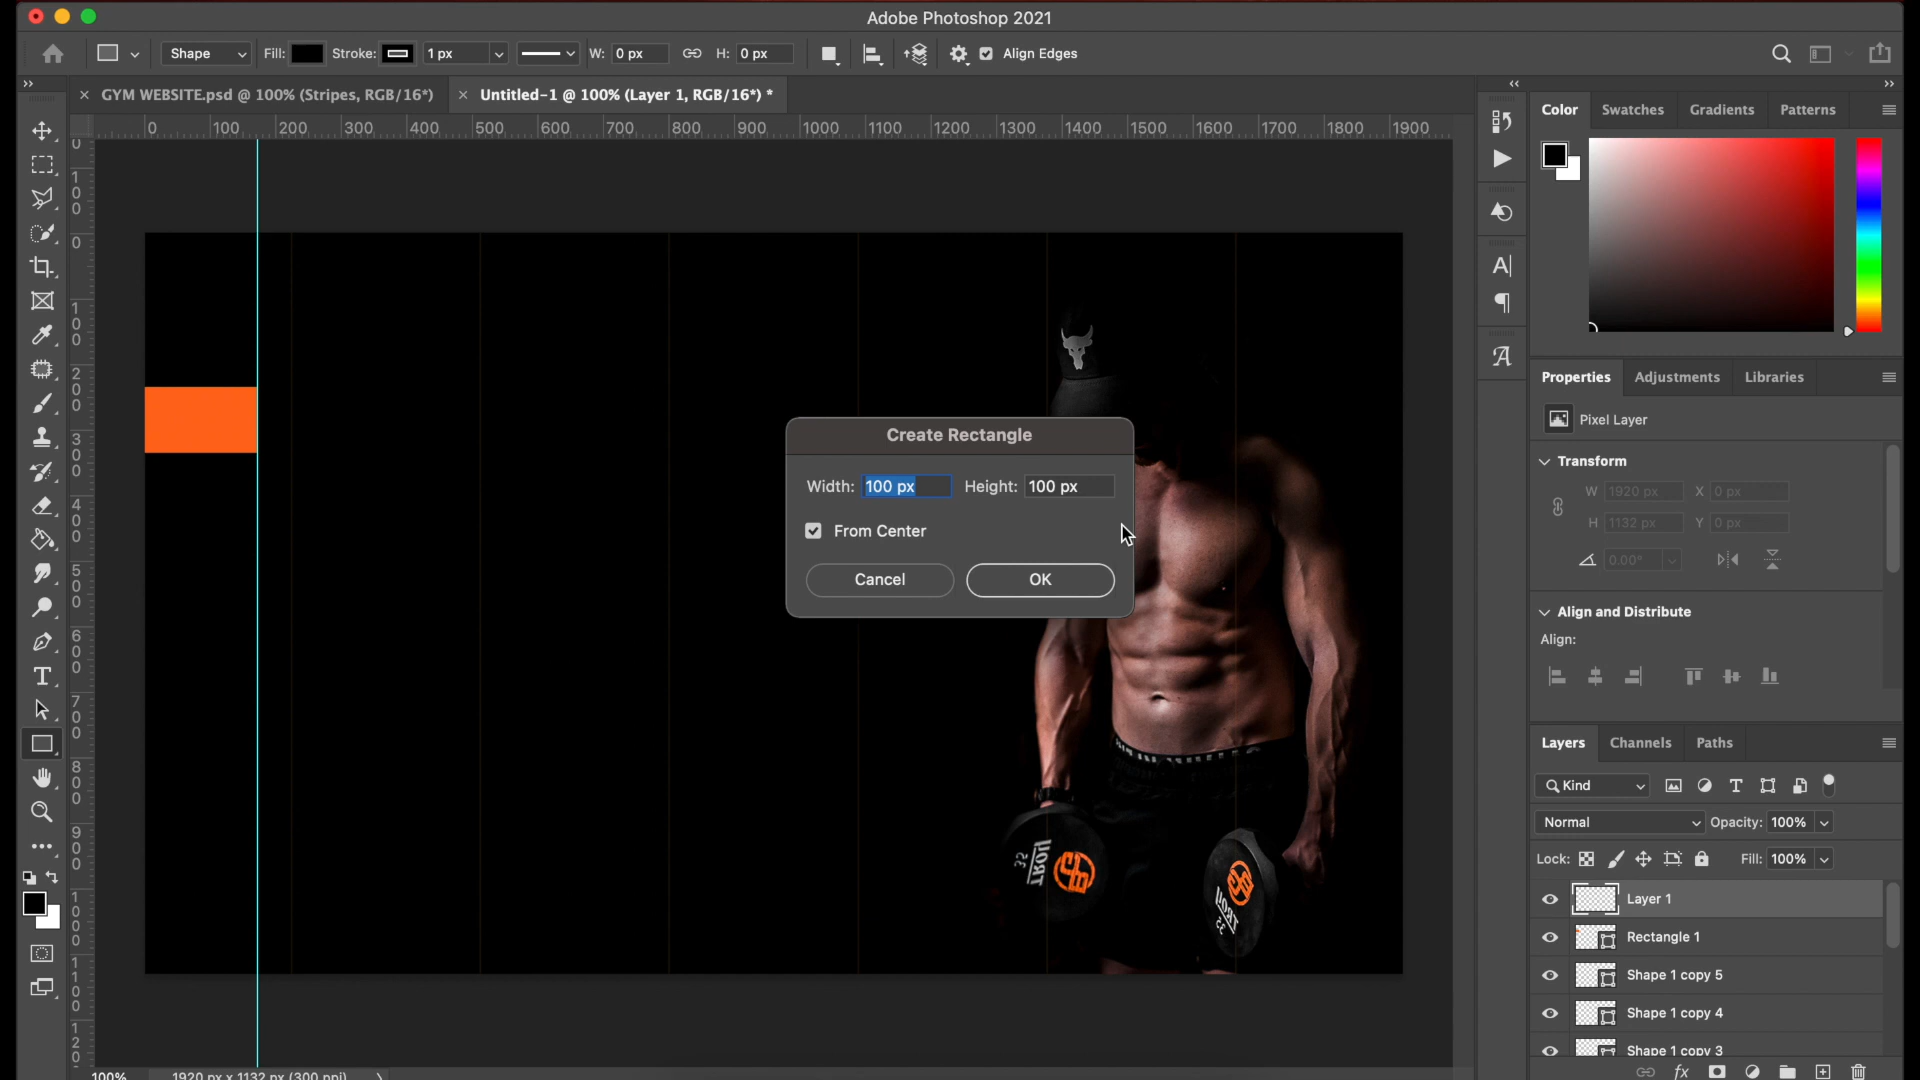 Adobe Photoshop 2021
Shape Fill: Stroke: 1 px W: 0 px H: 0 px Align Edges
GYM WEBSITE.psd @ 100% (Stripes, RGB/16*) Untitled-1 @ 100% (Layer 1, RGB/16*) *
0 100 200 300 400 500 600 700 800 900 1000 1100 1200 1300 1400 1500 1600 1700 1800 1900
Color Swatches Gradients Patterns
Properties Adjustments Libraries
Pixel Layer
Transform
W 1920 px X 0 px
H 1132 px Y 0 px
0.00°
Align and Distribute
Align:
Create Rectangle
Width: 100 px Height: 100 px
From Center
Cancel OK
Layers Channels Paths
Kind
Normal Opacity: 100%
Lock: Fill: 100%
Layer 1
Rectangle 1
Shape 1 copy 5
Shape 1 copy 4
Shape 1 copy 3
100% 1920 px x 1132 px (300 ppi)